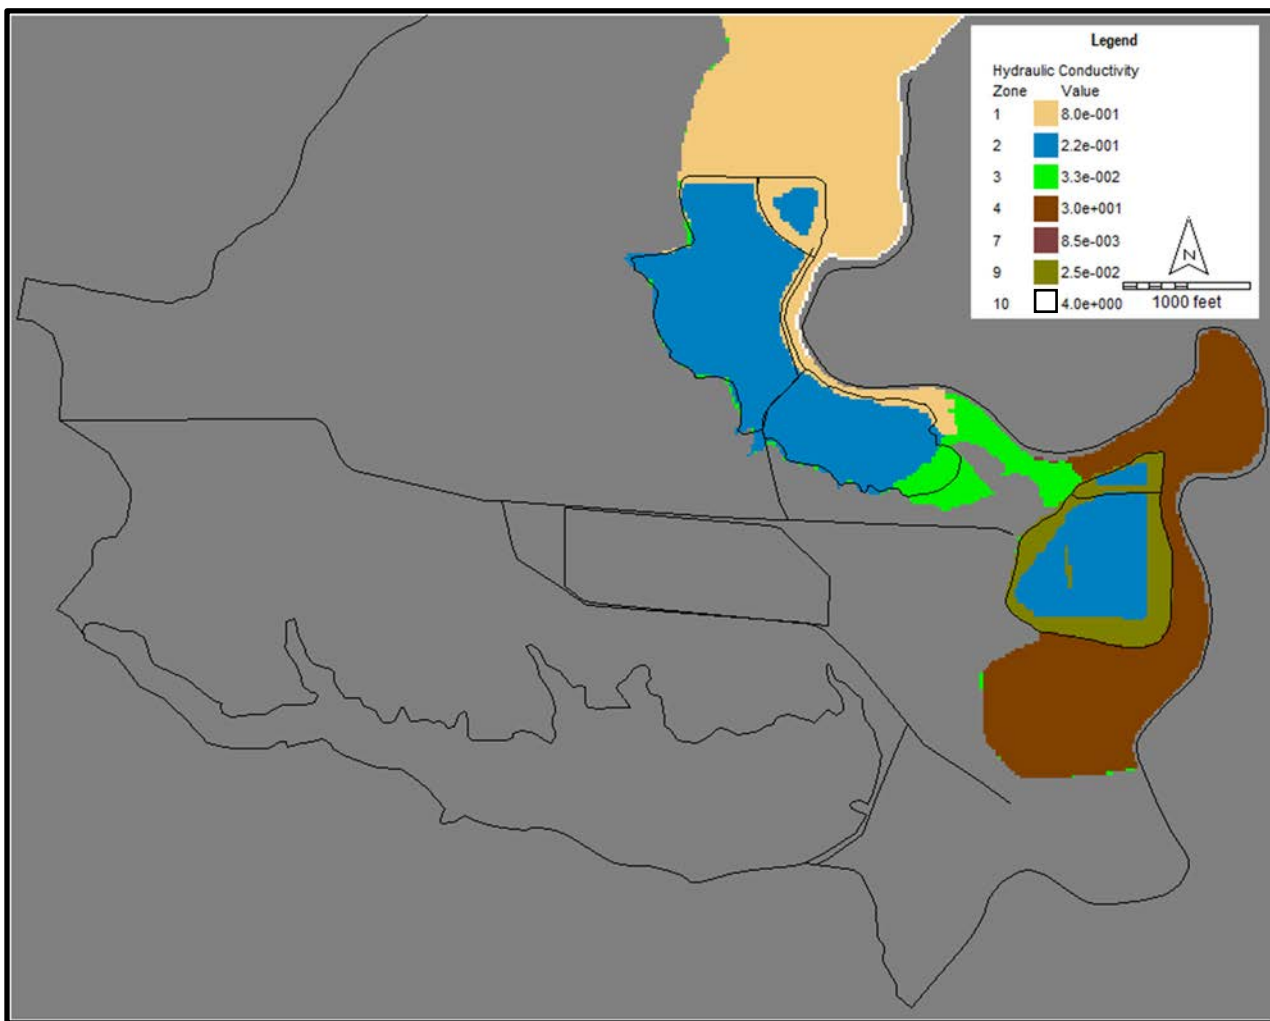 Legend
Hydraulic Conductivity
Zone Value
1 8.0e-001
2 2.2e-001
3 3.3e-002
4 3.0e+001
7 8.5e-003
9 2.5e-002
10 4.0e+000
N
1000 feet